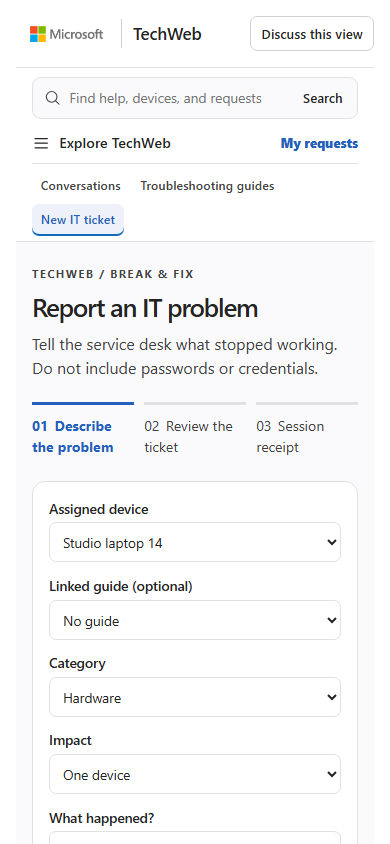 Microsoft
TechWeb
Discuss this view
Find help, devices, and requests
Search
Explore TechWeb
My requests
Conversations
Troubleshooting guides
New IT ticket
TECHWEB / BREAK & FIX
Report an IT problem
Tell the service desk what stopped working.
Do not include passwords or credentials.
01 Describe
the problem
02 Review the
ticket
03 Session
receipt
Assigned device
Studio laptop 14
Linked guide (optional)
No guide
Category
Hardware
Impact
One device
What happened?